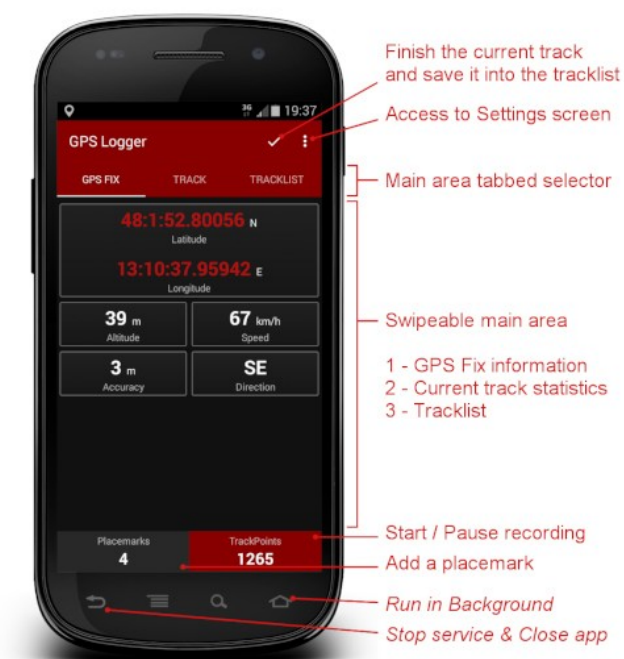 Finish the current track
and save it into the tracklist
3G 19:37
Access to Settings screen
GPS Logger
GPS FIX TRACK TRACKLIST
Main area tabbed selector
48:1:52.80056 N
Latitude
13:10:37.95942 E
Longitude
39 m
Altitude
67 km/h
Speed
3 m
Accuracy
SE
Direction
Swipeable main area
1 - GPS Fix information
2 - Current track statistics
3 - Tracklist
Placemarks
4
TrackPoints
1265
Start / Pause recording
Add a placemark
Run in Background
Stop service & Close app